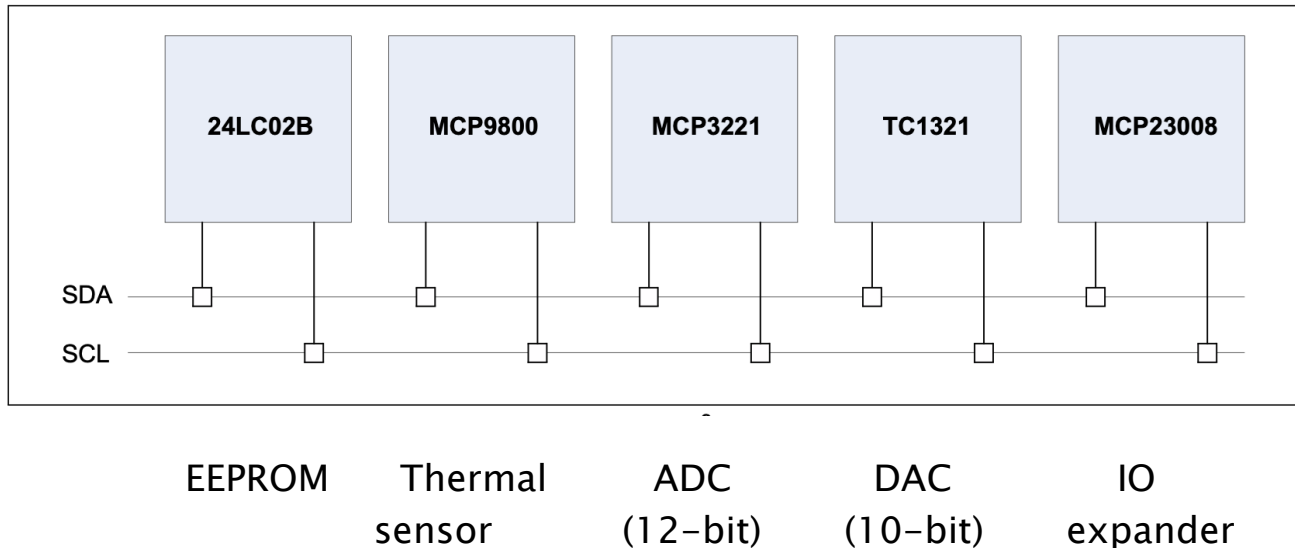 24LC02B MCP9800 MCP3221 TC1321 MCP23008
SDA
SCL
EEPROM Thermal ADC DAC IO
sensor (12-bit) (10-bit) expander